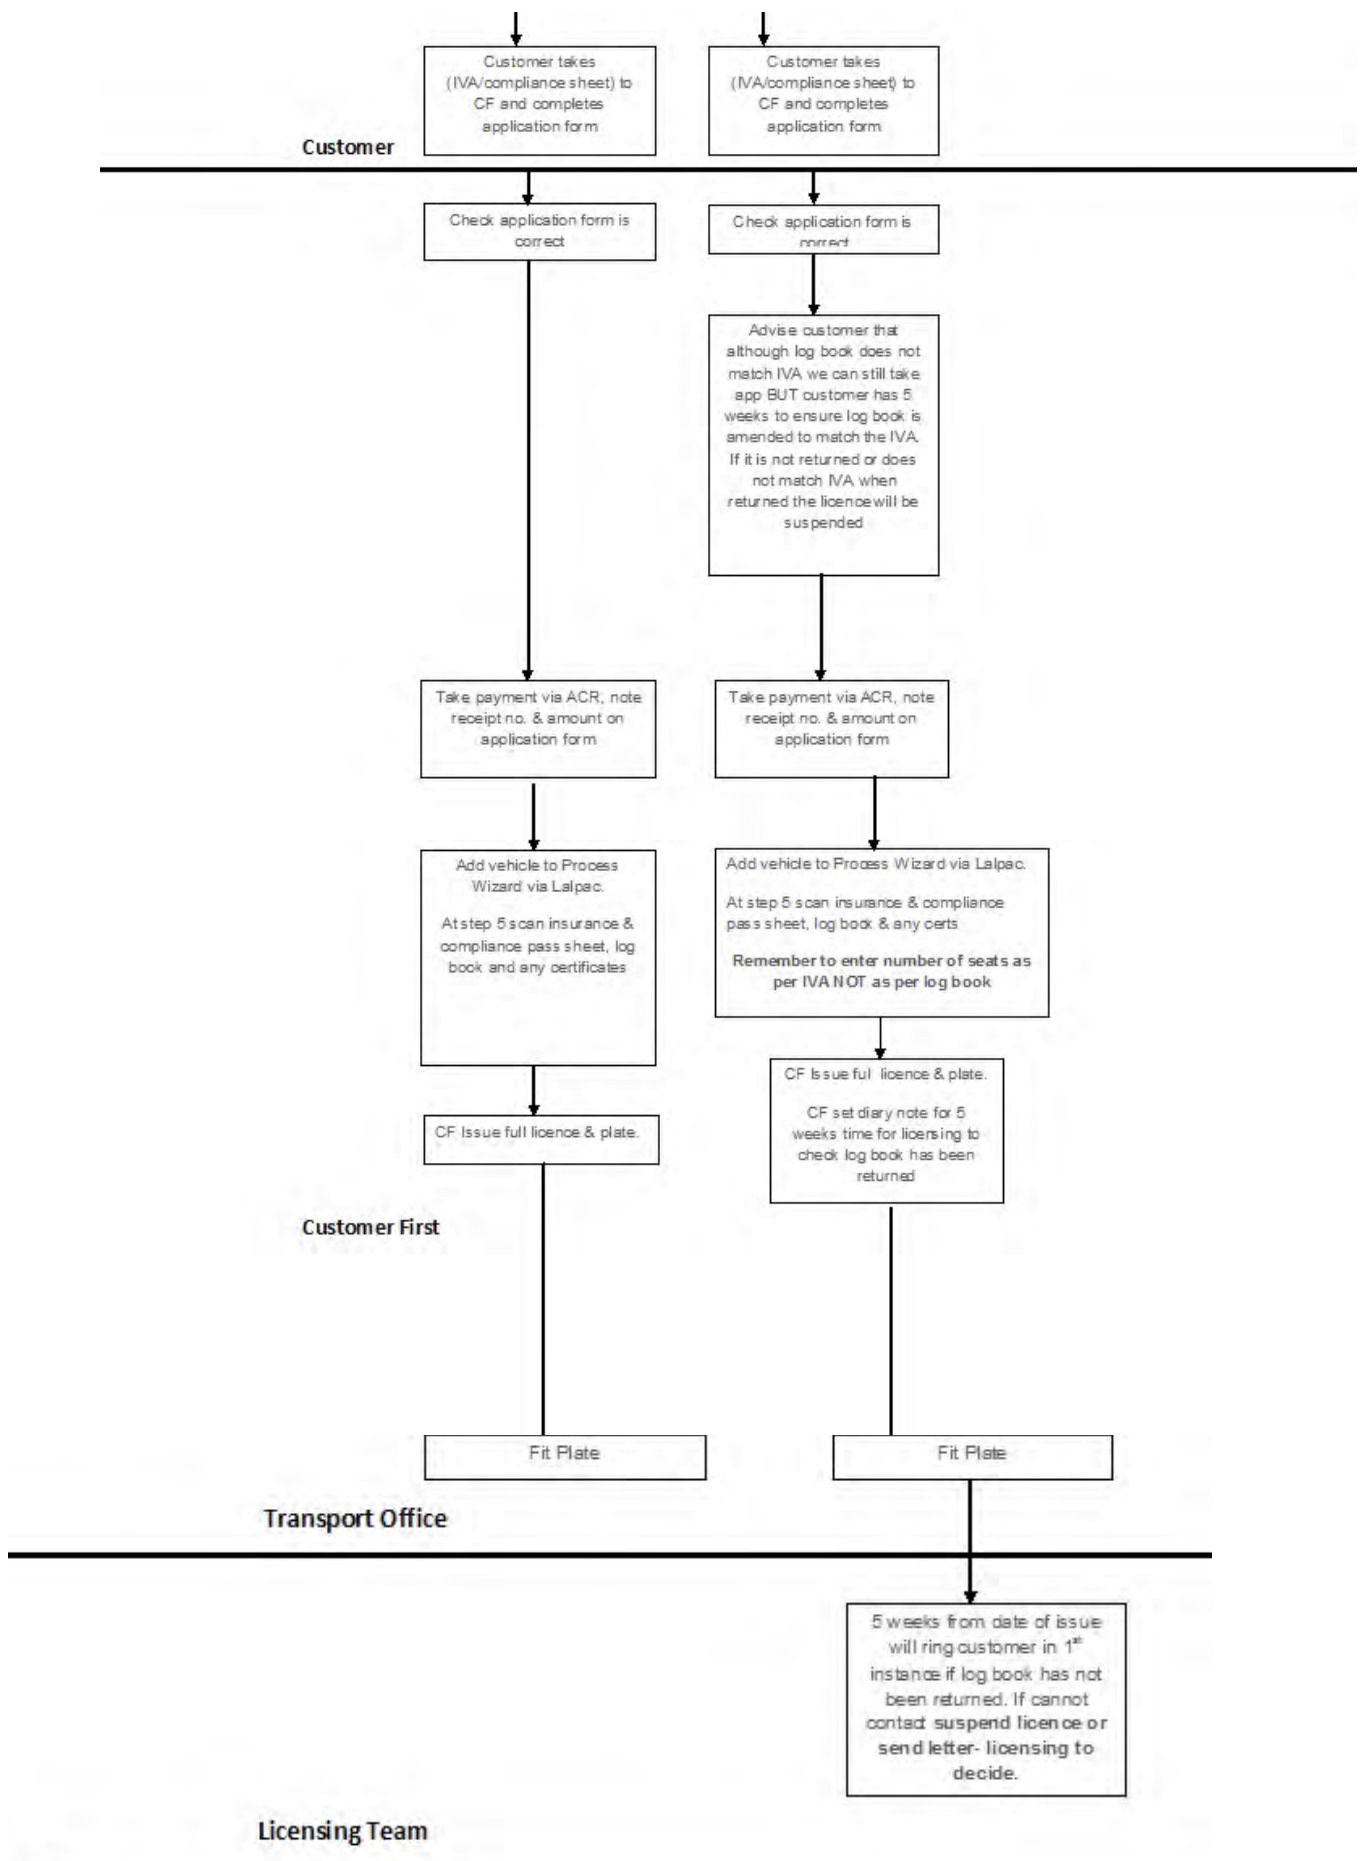 Customer takes
(IVA/compliance sheet) to
CF and completes
application form
Customer takes
(IVA/compliance sheet) to
CF and completes
application form
Customer
Check application form is
correct
Check application form is
correct
Advise customer that
although log book does not
match IVA we can still take
app BUT customer has 5
weeks to ensure log book is
amended to match the IVA.
If it is not returned or does
not match IVA when
returned the licence will be
suspended
Take payment via ACR, note
receipt no. & amount on
application form
Take payment via ACR, note
receipt no. & amount on
application form
Add vehicle to Process
Wizard via Lalpac.
At step 5 scan insurance &
compliance pass sheet, log
book and any certificates
Add vehicle to Process Wizard via Lalpac.
At step 5 scan insurance & compliance
pass sheet, log book & any certs
Remember to enter number of seats as
per IVA NOT as per log book
CF Issue full licence & plate.
CF Issue ful licence & plate.
CF set diary note for 5
weeks time for licensing to
check log book has been
returned
Customer First
Fit Plate
Fit Plate
Transport Office
5 weeks from date of issue
will ring customer in 1st
instance if log book has not
been returned. If cannot
contact suspend licence or
send letter- licensing to
decide.
Licensing Team